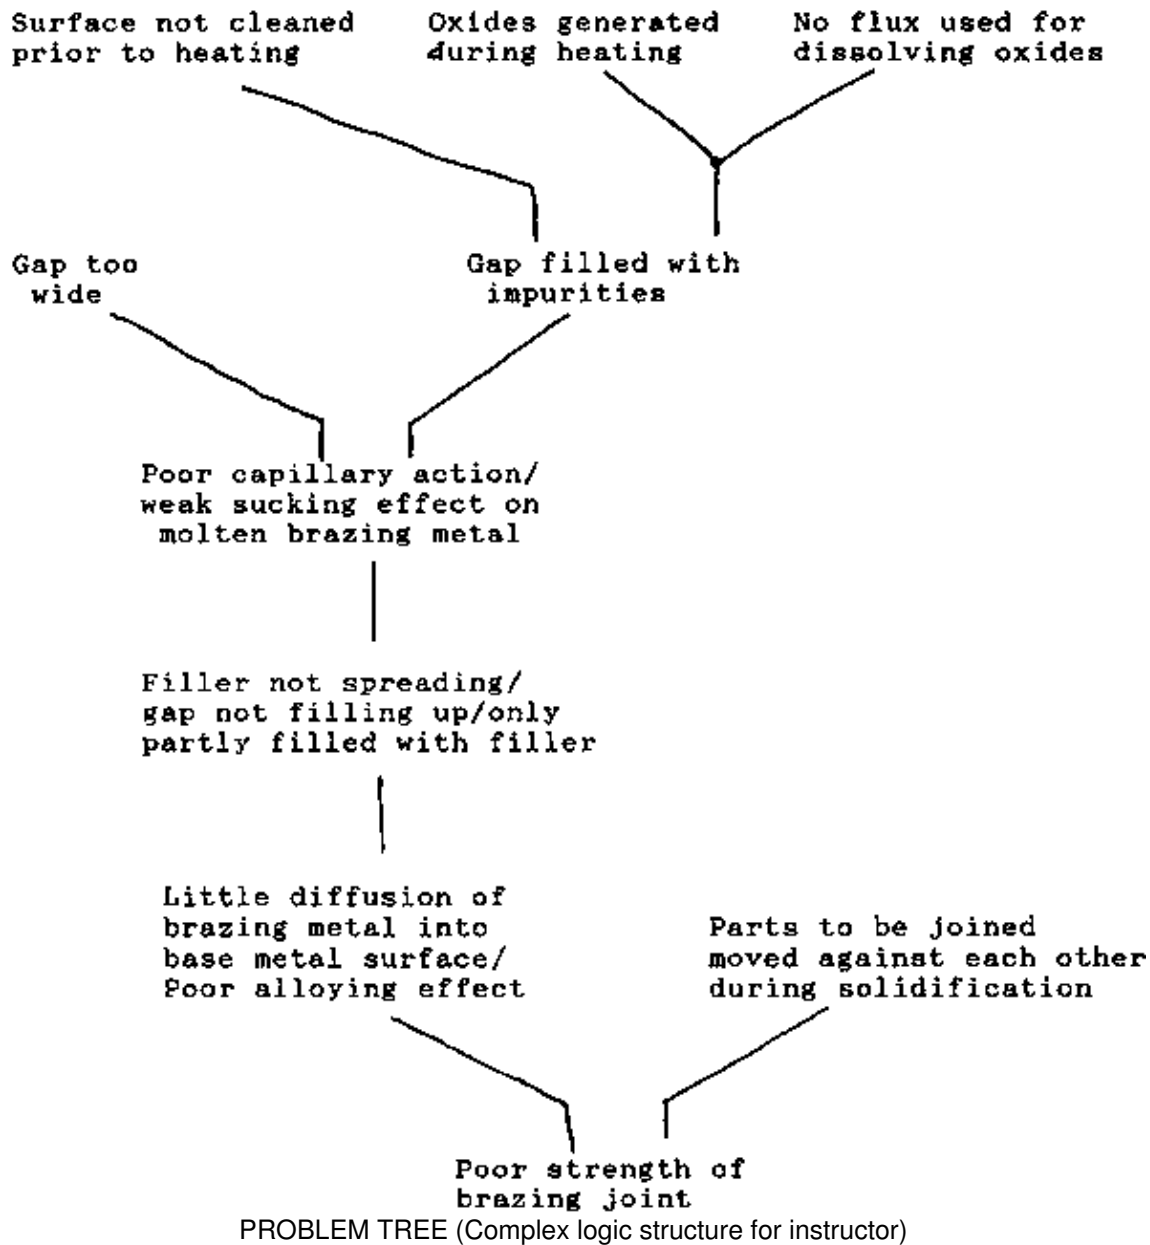 Surface not cleaned
prior to heating
Oxides generated
during heating
No flux used for
dissolving oxides
Gap too
wide
Gap filled with
impurities
Poor capillary action/
weak sucking effect on
molten brazing metal
Filler not spreading/
gap not filling up/only
partly filled with filler
Little diffusion of
brazing metal into
base metal surface/
Poor alloying effect
Parts to be joined
moved against each other
during solidification
Poor strength of
brazing joint
PROBLEM TREE (Complex logic structure for instructor)